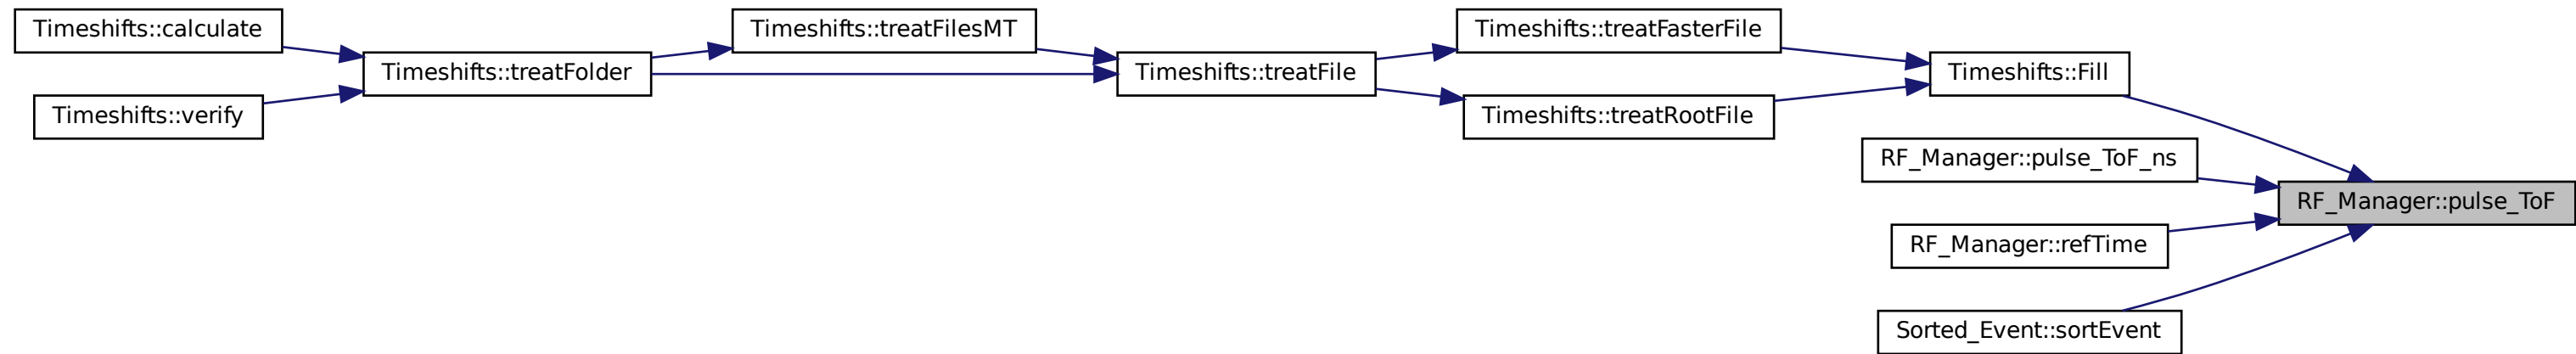 Timeshifts::calculate
Timeshifts::treatFilesMT
Timeshifts::treatFasterFile
Timeshifts::treatFolder
Timeshifts::treatFile
Timeshifts::Fill
Timeshifts::verify
Timeshifts::treatRootFile
RF_Manager::pulse_ToF_ns
RF_Manager::pulse_ToF
RF_Manager::refTime
Sorted_Event::sortEvent